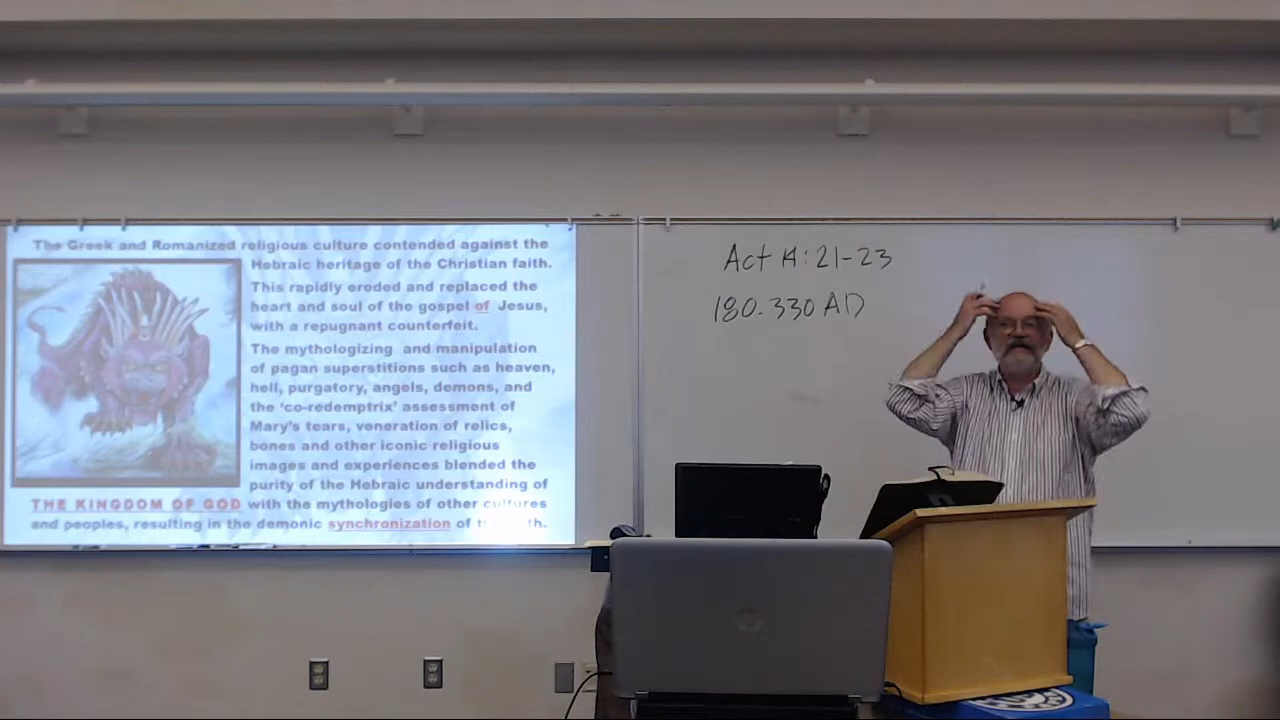 The Greek and Romanized religious culture contended against the
Hebraic heritage of the Christian faith.
This rapidly eroded and replaced the
heart and soul of the gospel of Jesus,
with a repugnant counterfeit.
The mythologizing and manipulation
of pagan superstitions such as heaven,
hell, purgatory, angels, demons, and
the ‘co-redemptrix’ assessment of
Mary’s tears, veneration of relics,
bones and other iconic religious
images and experiences blended the
purity of the Hebraic understanding of
THE KINGDOM OF GOD with the mythologies of other cultures
and peoples, resulting in the demonic synchronization of
Act 14:21-23
180-330 AD